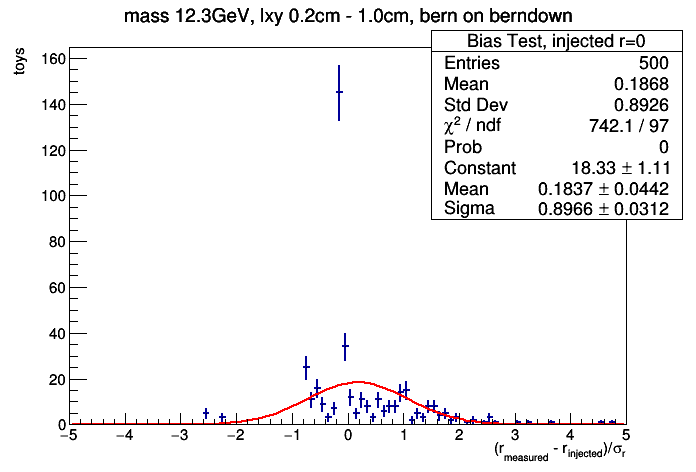 mass 12.3GeV, lxy 0.2cm - 1.0cm, bern on berndown
Bias Test, injected r=0
Entries 500
Mean 0.1868
Std Dev 0.8926
χ² / ndf 742.1 / 97
Prob 0
Constant 18.33 ± 1.11
Mean 0.1837 ± 0.0442
Sigma 0.8966 ± 0.0312
toys
160
140
120
100
80
60
40
20
0
−5 −4 −3 −2 −1 0 1 2 3 4 5
(r_measured - r_injected)/σ_r